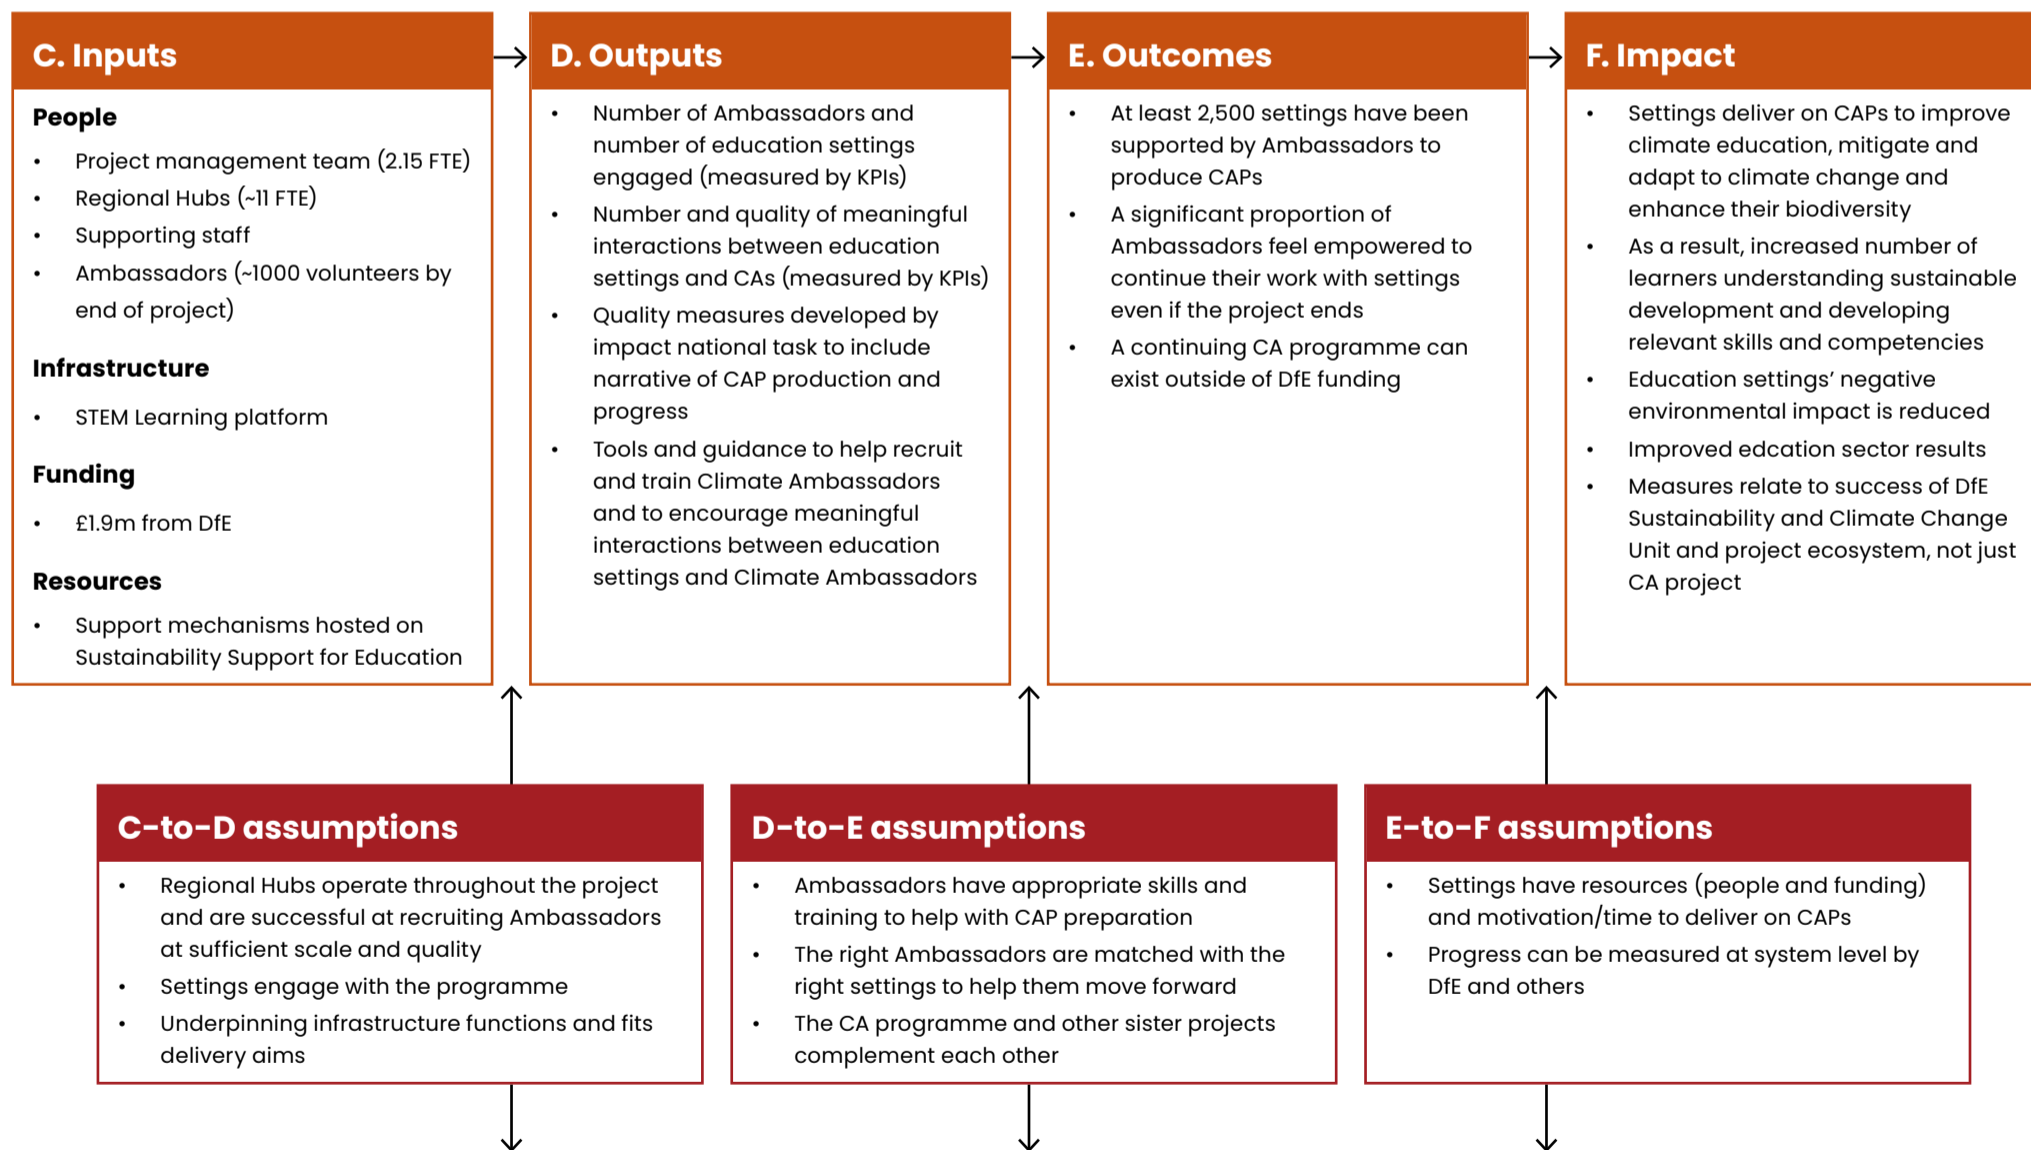 C. Inputs
People
• Project management team (2.15 FTE)
• Regional Hubs (~11 FTE)
• Supporting staff
• Ambassadors (~1000 volunteers by
end of project)
Infrastructure
• STEM Learning platform
Funding
• £1.9m from DfE
Resources
• Support mechanisms hosted on
Sustainability Support for Education
D. Outputs
• Number of Ambassadors and
number of education settings
engaged (measured by KPIs)
• Number and quality of meaningful
interactions between education
settings and CAs (measured by KPIs)
• Quality measures developed by
impact national task to include
narrative of CAP production and
progress
• Tools and guidance to help recruit
and train Climate Ambassadors
and to encourage meaningful
interactions between education
settings and Climate Ambassadors
E. Outcomes
• At least 2,500 settings have been
supported by Ambassadors to
produce CAPs
• A significant proportion of
Ambassadors feel empowered to
continue their work with settings
even if the project ends
• A continuing CA programme can
exist outside of DfE funding
F. Impact
• Settings deliver on CAPs to improve
climate education, mitigate and
adapt to climate change and
enhance their biodiversity
• As a result, increased number of
learners understanding sustainable
development and developing
relevant skills and competencies
• Education settings’ negative
environmental impact is reduced
• Improved edcation sector results
• Measures relate to success of DfE
Sustainability and Climate Change
Unit and project ecosystem, not just
CA project
C-to-D assumptions
• Regional Hubs operate throughout the project
and are successful at recruiting Ambassadors
at sufficient scale and quality
• Settings engage with the programme
• Underpinning infrastructure functions and fits
delivery aims
D-to-E assumptions
• Ambassadors have appropriate skills and
training to help with CAP preparation
• The right Ambassadors are matched with the
right settings to help them move forward
• The CA programme and other sister projects
complement each other
E-to-F assumptions
• Settings have resources (people and funding)
and motivation/time to deliver on CAPs
• Progress can be measured at system level by
DfE and others